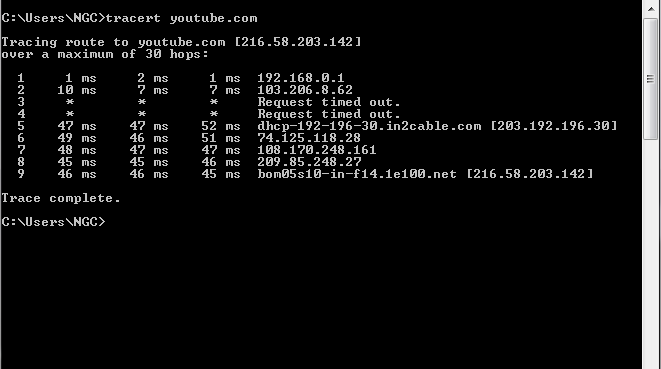 C:\Users\NGC>tracert youtube.com
Tracing route to youtube.com [216.58.203.142]
over a maximum of 30 hops:
1 1 ms 2 ms 1 ms 192.168.0.1
2 10 ms 7 ms 7 ms 103.206.8.62
3 * * * Request timed out.
4 * * * Request timed out.
5 47 ms 47 ms 52 ms dhcp-192-196-30.in2cable.com [203.192.196.30]
6 49 ms 46 ms 51 ms 74.125.118.28
7 48 ms 47 ms 47 ms 108.170.248.161
8 45 ms 45 ms 46 ms 209.85.248.27
9 46 ms 46 ms 45 ms bom05s10-in-f14.1e100.net [216.58.203.142]
Trace complete.
C:\Users\NGC>